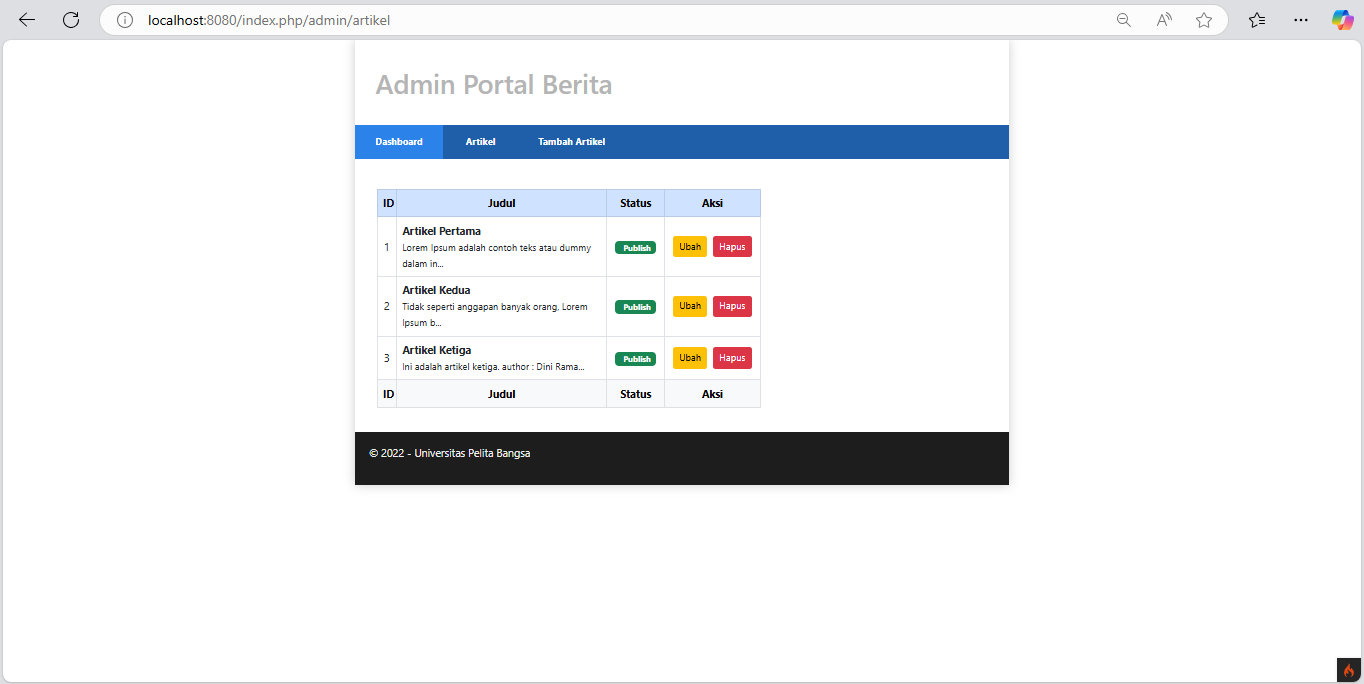 localhost:8080/index.php/admin/artikel
Admin Portal Berita
Dashboard Artikel Tambah Artikel
ID Judul Status Aksi
1 Artikel Pertama Publish Ubah Hapus
Lorem Ipsum adalah contoh teks atau dummy
dalam in...
2 Artikel Kedua Publish Ubah Hapus
Tidak seperti anggapan banyak orang, Lorem
Ipsum b...
3 Artikel Ketiga Publish Ubah Hapus
Ini adalah artikel ketiga. author : Dini Rama...
ID Judul Status Aksi
© 2022 - Universitas Pelita Bangsa